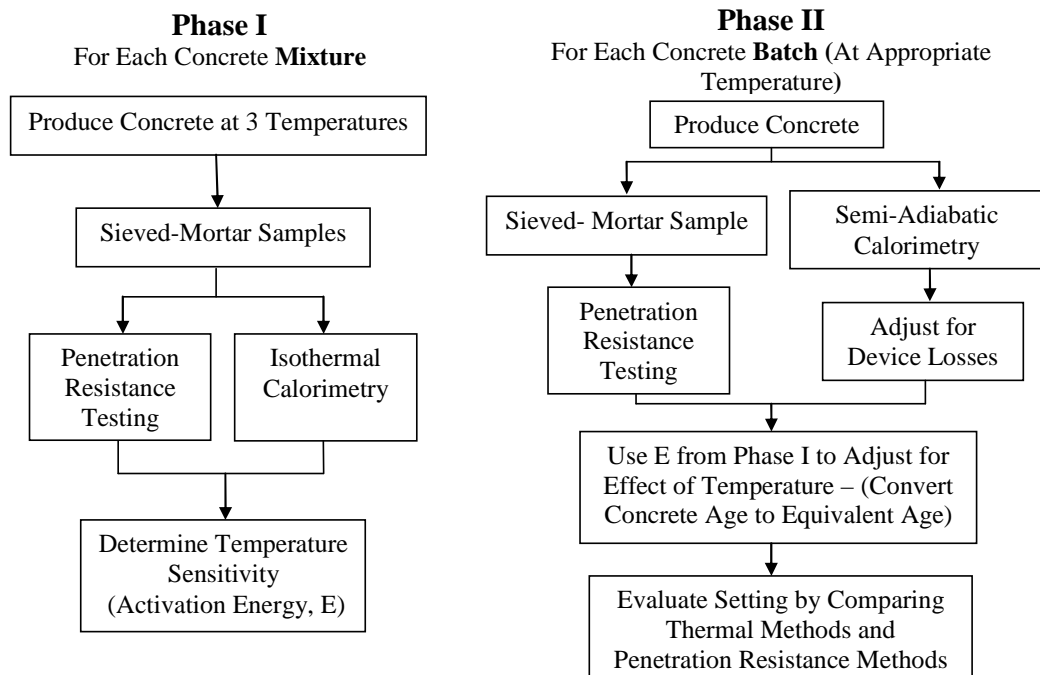 Phase I
For Each Concrete Mixture
Produce Concrete at 3 Temperatures
Sieved-Mortar Samples
Penetration
Resistance
Testing
Isothermal
Calorimetry
Determine Temperature
Sensitivity
(Activation Energy, E)
Phase II
For Each Concrete Batch (At Appropriate
Temperature)
Produce Concrete
Sieved- Mortar Sample
Semi-Adiabatic
Calorimetry
Penetration
Resistance
Testing
Adjust for
Device Losses
Use E from Phase I to Adjust for
Effect of Temperature – (Convert
Concrete Age to Equivalent Age)
Evaluate Setting by Comparing
Thermal Methods and
Penetration Resistance Methods